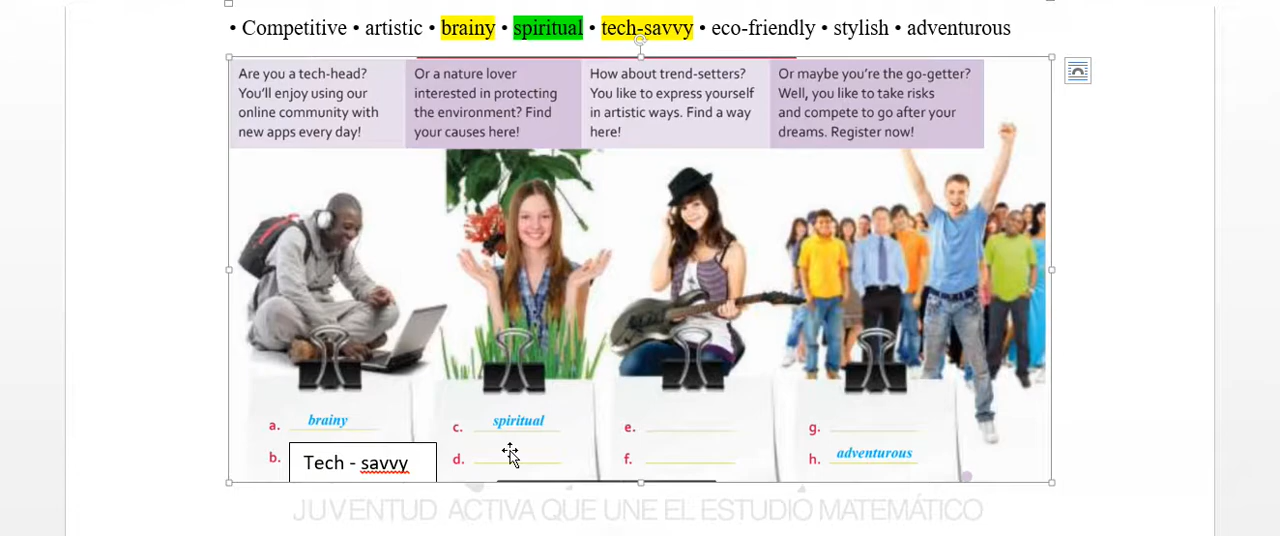 • Competitive • artistic • brainy • spiritual • tech-savvy • eco-friendly • stylish • adventurous
Are you a tech-head?
You'll enjoy using our
online community with
new apps every day!
Or a nature lover
interested in protecting
the environment? Find
your causes here!
How about trend-setters?
You like to express yourself
in artistic ways. Find a way
here!
Or maybe you're the go-getter?
Well, you like to take risks
and compete to go after your
dreams. Register now!
a. brainy
b. Tech - savvy
c. spiritual
d.
e.
f.
g.
h. adventurous
JUVENTUD ACTIVA QUE UNE EL ESTUDIO MATEMÁTICO